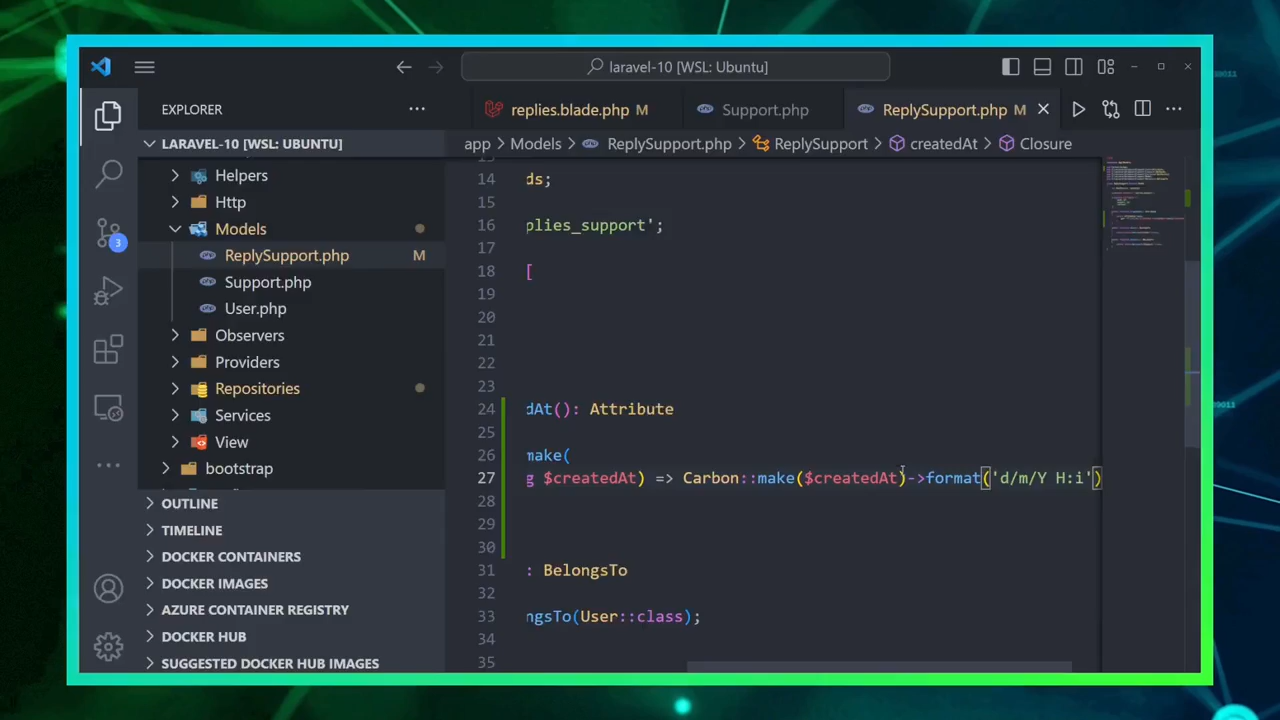 laravel-10 [WSL: Ubuntu]
EXPLORER
replies.blade.php M
Support.php
ReplySupport.php M
LARAVEL-10 [WSL: UBUNTU]
app > Models > ReplySupport.php > ReplySupport > createdAt > Closure
Helpers
Http
Models
ReplySupport.php M
Support.php
User.php
Observers
Providers
Repositories
Services
View
bootstrap
OUTLINE
TIMELINE
DOCKER CONTAINERS
DOCKER IMAGES
AZURE CONTAINER REGISTRY
DOCKER HUB
SUGGESTED DOCKER HUB IMAGES
3
14 ds;
15
16 plies_support';
17
18 [
19
20
21
22
23
24 dAt(): Attribute
25
26 make(
27 g $createdAt) => Carbon::make($createdAt)->format('d/m/Y H:i')
28
29
30
31 : BelongsTo
32
33 ngsTo(User::class);
34
35